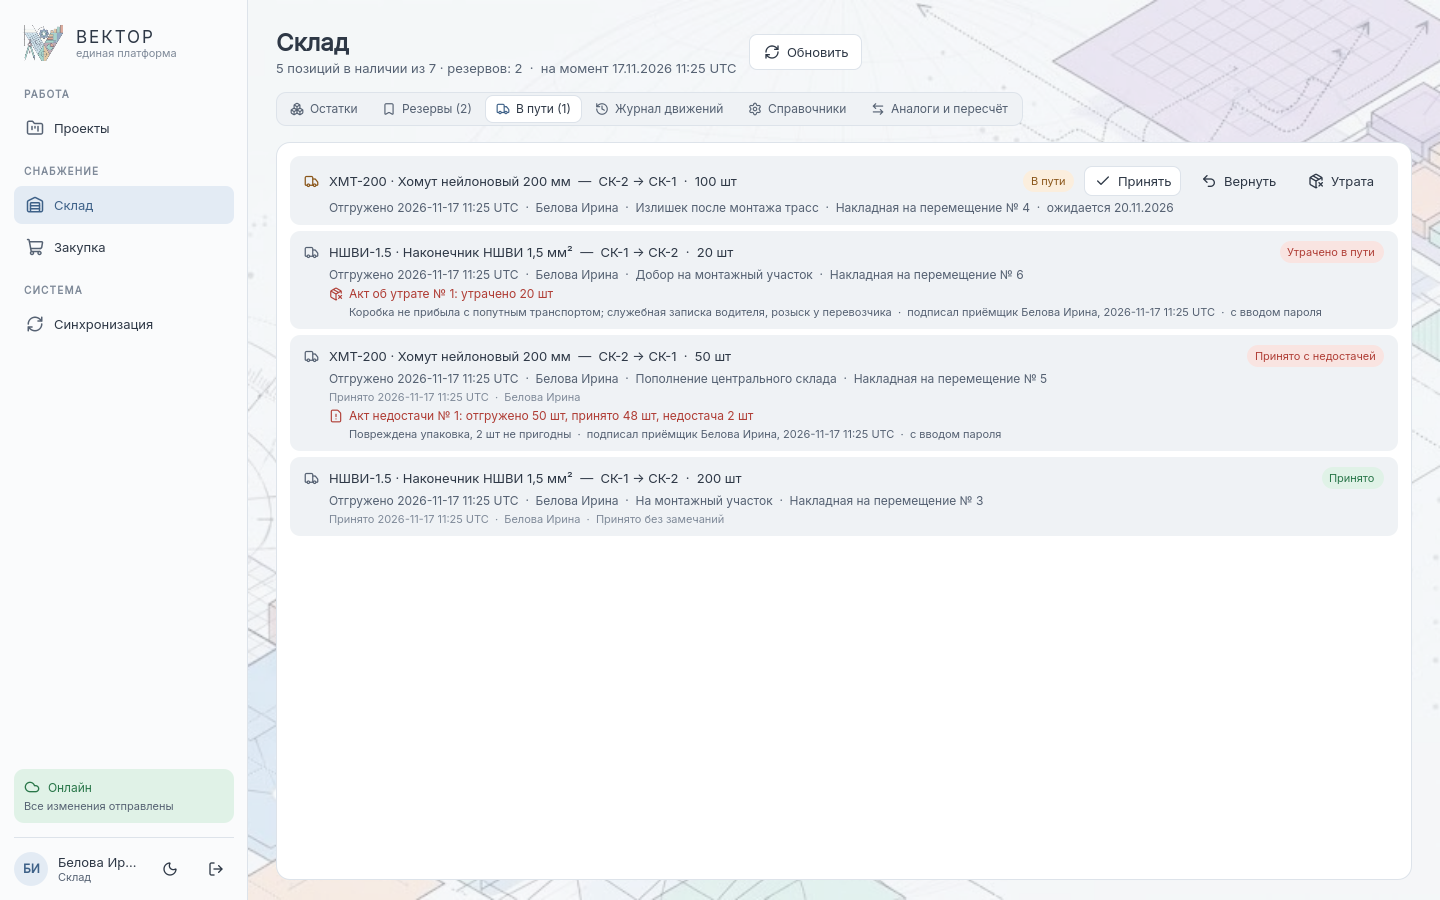 ВЕКТОР
единая платформа
РАБОТА
Проекты
СНАБЖЕНИЕ
Склад
Закупка
СИСТЕМА
Синхронизация
Онлайн
Все изменения отправлены
БИ
Белова Ир...
Склад
Склад
5 позиций в наличии из 7 · резервов: 2 · на момент 17.11.2026 11:25 UTC
Обновить
Остатки
Резервы (2)
В пути (1)
Журнал движений
Справочники
Аналоги и пересчёт
ХМТ-200 · Хомут нейлоновый 200 мм — СК-2 → СК-1 · 100 шт
В пути
Принять
Вернуть
Утрата
Отгружено 2026-11-17 11:25 UTC · Белова Ирина · Излишек после монтажа трасс · Накладная на перемещение № 4 · ожидается 20.11.2026
НШВИ-1.5 · Наконечник НШВИ 1,5 мм² — СК-1 → СК-2 · 20 шт
Утрачено в пути
Отгружено 2026-11-17 11:25 UTC · Белова Ирина · Добор на монтажный участок · Накладная на перемещение № 6
Акт об утрате № 1: утрачено 20 шт
Коробка не прибыла с попутным транспортом; служебная записка водителя, розыск у перевозчика · подписал приёмщик Белова Ирина, 2026-11-17 11:25 UTC · с вводом пароля
ХМТ-200 · Хомут нейлоновый 200 мм — СК-2 → СК-1 · 50 шт
Принято с недостачей
Отгружено 2026-11-17 11:25 UTC · Белова Ирина · Пополнение центрального склада · Накладная на перемещение № 5
Принято 2026-11-17 11:25 UTC · Белова Ирина
Акт недостачи № 1: отгружено 50 шт, принято 48 шт, недостача 2 шт
Повреждена упаковка, 2 шт не пригодны · подписал приёмщик Белова Ирина, 2026-11-17 11:25 UTC · с вводом пароля
НШВИ-1.5 · Наконечник НШВИ 1,5 мм² — СК-1 → СК-2 · 200 шт
Принято
Отгружено 2026-11-17 11:25 UTC · Белова Ирина · На монтажный участок · Накладная на перемещение № 3
Принято 2026-11-17 11:25 UTC · Белова Ирина · Принято без замечаний